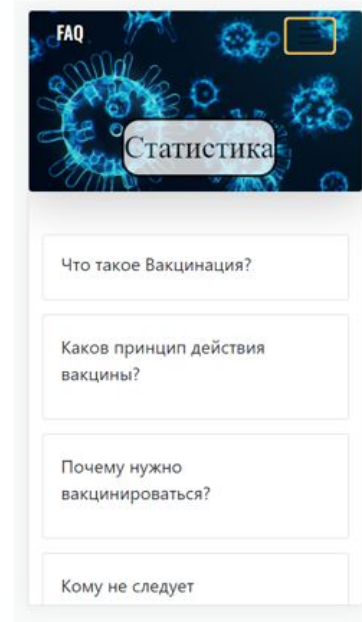 FAQ
Статистика
Что такое Вакцинация?
Каков принцип действия
вакцины?
Почему нужно
вакцинироваться?
Кому не следует